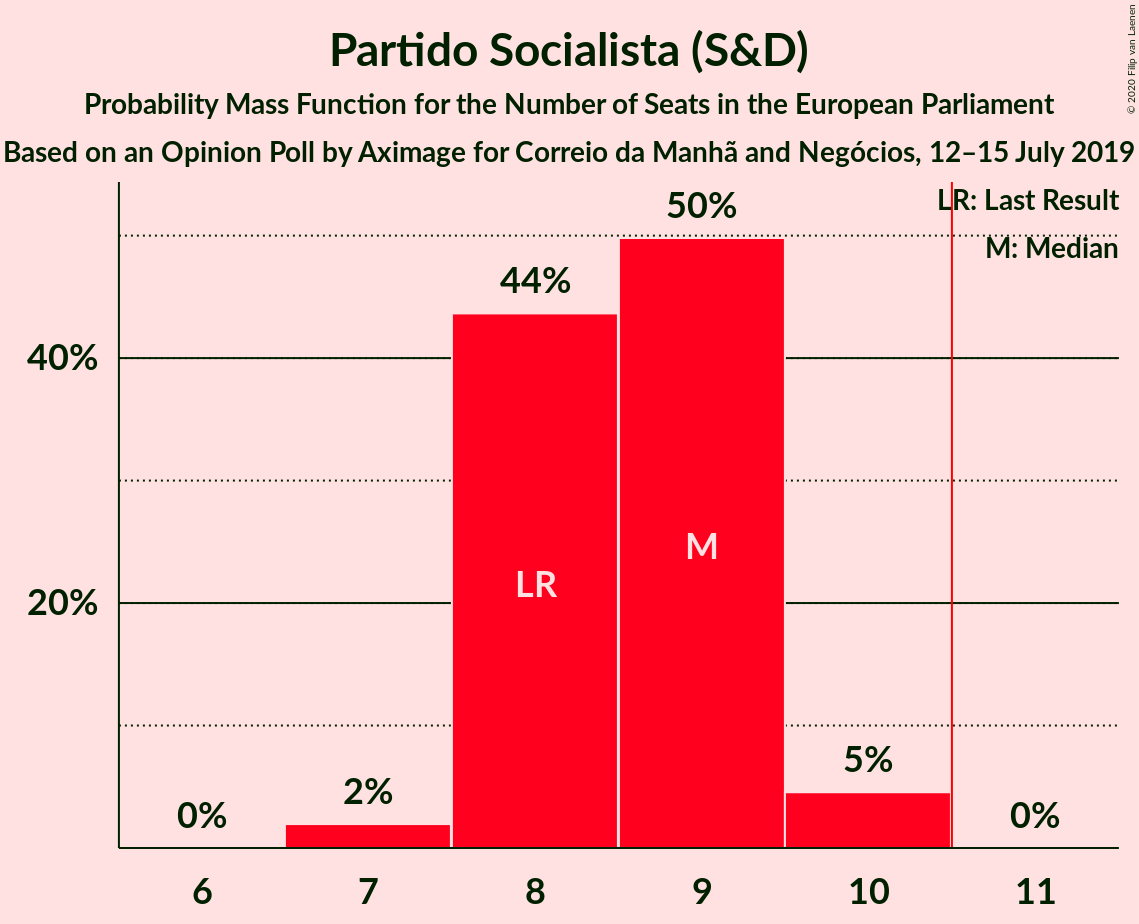 Partido Socialista (S&D)
Probability Mass Function for the Number of Seats in the European Parliament
Based on an Opinion Poll by Aximage for Correio da Manhã and Negócios, 12–15 July 2019
© 2020 Filip van Laenen
LR: Last Result
M: Median
50%
44%
40%
20%
LR
M
0%
2%
5%
0%
6 7 8 9 10 11